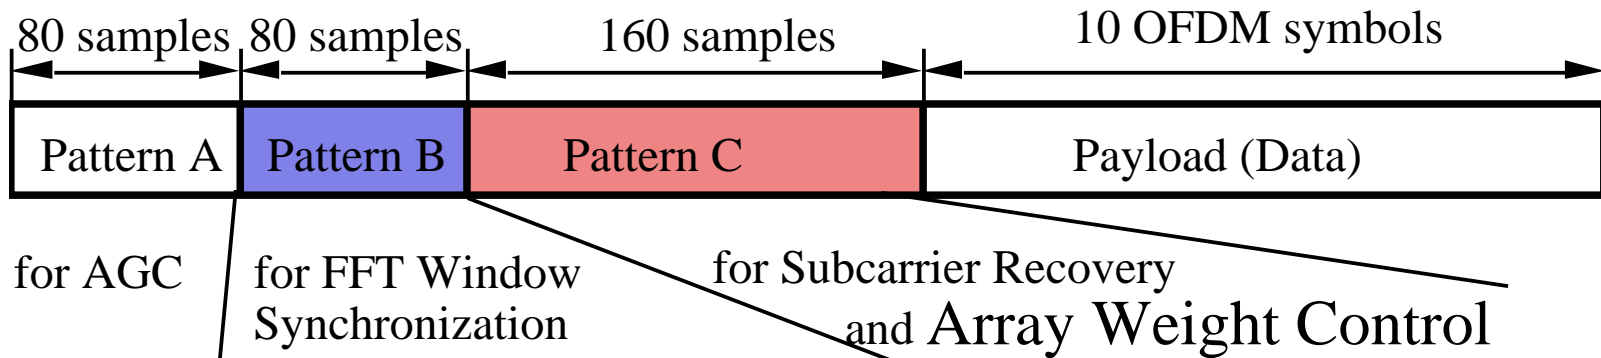 80 samples 80 samples 160 samples 10 OFDM symbols
Pattern A Pattern B Pattern C Payload (Data)
for AGC
for FFT Window
Synchronization
for Subcarrier Recovery
and Array Weight Control